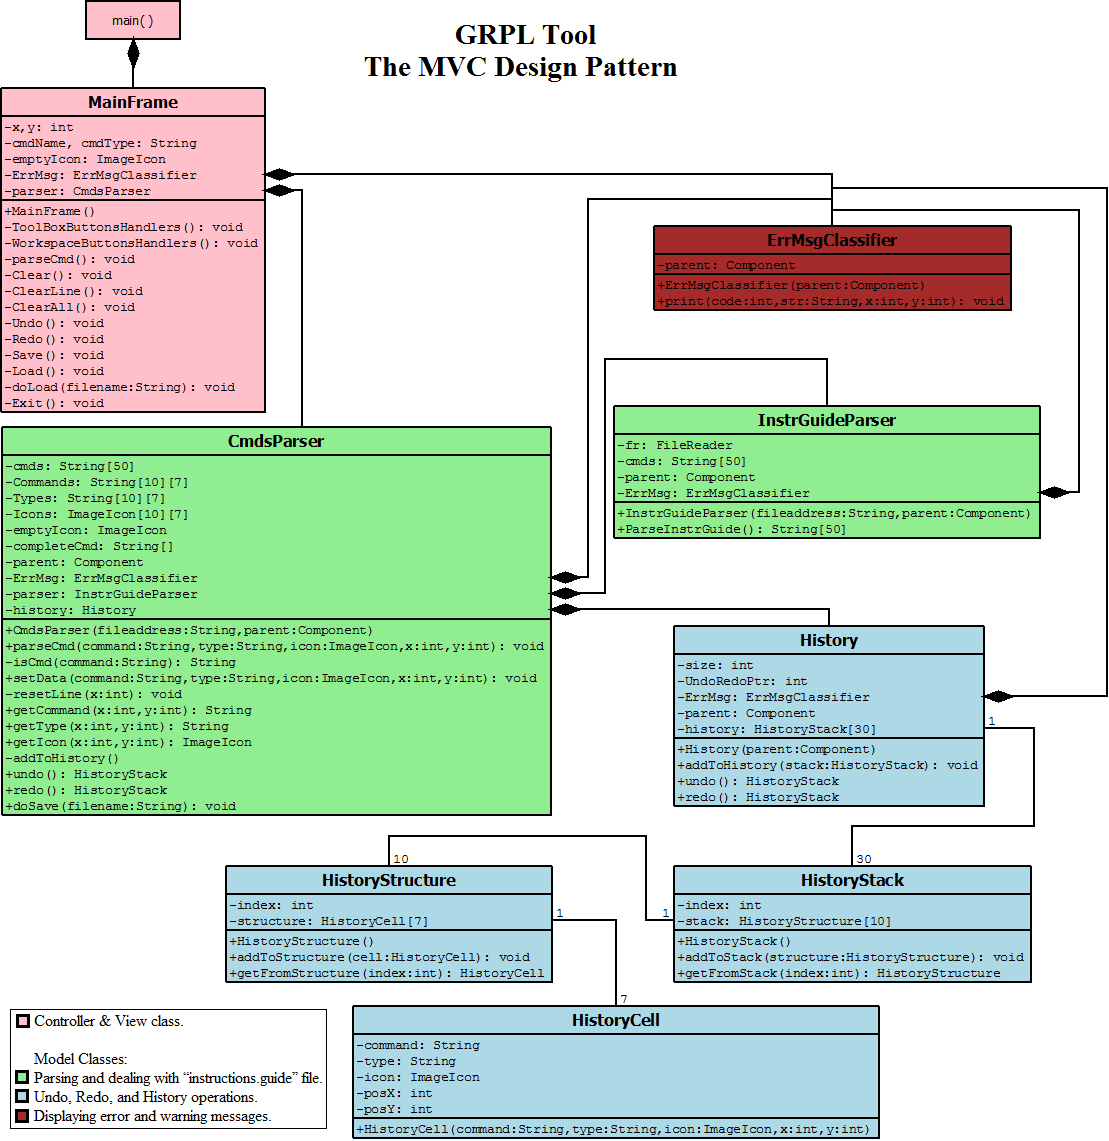 main()
GRPL Tool
The MVC Design Pattern
MainFrame
-x,y: int
-cmdName, cmdType: String
-emptyIcon: ImageIcon
-ErrMsg: ErrMsgClassifier
-parser: CmdsParser
+MainFrame()
-ToolBoxButtonsHandlers(): void
-WorkspaceButtonsHandlers(): void
-parseCmd(): void
-Clear(): void
-ClearLine(): void
-ClearAll(): void
-Undo(): void
-Redo(): void
-Save(): void
-Load(): void
-doLoad(filename:String): void
-Exit(): void
ErrMsgClassifier
-parent: Component
+ErrMsgClassifier(parent:Component)
+print(code:int,str:String,x:int,y:int): void
InstrGuideParser
-fr: FileReader
-cmds: String[50]
-parent: Component
-ErrMsg: ErrMsgClassifier
+InstrGuideParser(fileaddress:String,parent:Component)
+ParseInstrGuide(): String[50]
CmdsParser
-cmds: String[50]
-Commands: String[10][7]
-Types: String[10][7]
-Icons: ImageIcon[10][7]
-emptyIcon: ImageIcon
-completeCmd: String[]
-parent: Component
-ErrMsg: ErrMsgClassifier
-parser: InstrGuideParser
-history: History
+CmdsParser(fileaddress:String,parent:Component)
+parseCmd(command:String,type:String,icon:ImageIcon,x:int,y:int): void
-isCmd(command:String): String
+setData(command:String,type:String,icon:ImageIcon,x:int,y:int): void
-resetLine(x:int): void
+getCommand(x:int,y:int): String
+getType(x:int,y:int): String
+getIcon(x:int,y:int): ImageIcon
-addToHistory()
+undo(): HistoryStack
+redo(): HistoryStack
+doSave(filename:String): void
History
-size: int
-UndoRedoPtr: int
-ErrMsg: ErrMsgClassifier
-parent: Component
-history: HistoryStack[30]
+History(parent:Component)
+addToHistory(stack:HistoryStack): void
+undo(): HistoryStack
+redo(): HistoryStack
1
30
10
HistoryStructure
-index: int
-structure: HistoryCell[7]
+HistoryStructure()
+addToStructure(cell:HistoryCell): void
+getFromStructure(index:int): HistoryCell
1
1
HistoryStack
-index: int
-stack: HistoryStructure[10]
+HistoryStack()
+addToStack(structure:HistoryStructure): void
+getFromStack(index:int): HistoryStructure
7
HistoryCell
-command: String
-type: String
-icon: ImageIcon
-posX: int
-posY: int
+HistoryCell(command:String,type:String,icon:ImageIcon,x:int,y:int)
Controller & View class.
Model Classes:
Parsing and dealing with “instructions.guide” file.
Undo, Redo, and History operations.
Displaying error and warning messages.